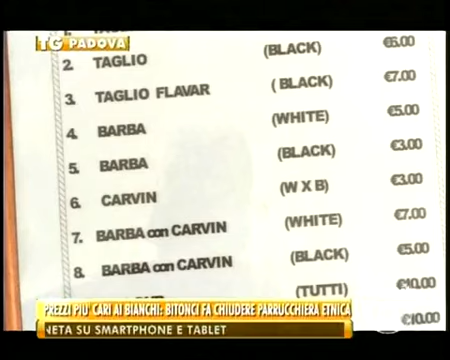 TG PADOVA
1.
2. TAGLIO (BLACK) €6.00
3. TAGLIO FLAVAR (BLACK) €7.00
4. BARBA (WHITE) €5.00
5. BARBA (BLACK) €3.00
6. CARVIN (W X B) €3.00
7. BARBA con CARVIN (WHITE) €7.00
8. BARBA con CARVIN (BLACK) €5.00
(TUTTI) €10.00
€10.00
PREZZI PIU' CARI AI BIANCHI: BITONCI FA CHIUDERE PARRUCCHIERA ETNICA
NETA SU SMARTPHONE E TABLET